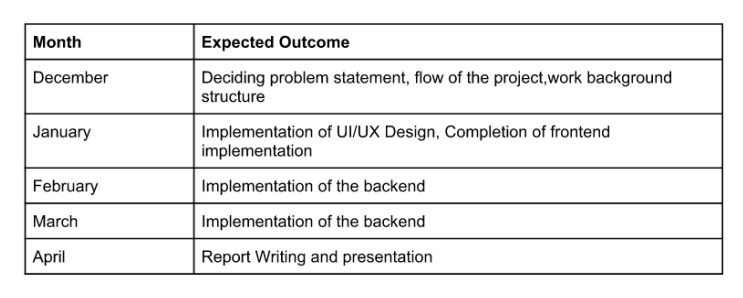 Month Expected Outcome
December Deciding problem statement, flow of the project,work background
structure
January Implementation of UI/UX Design, Completion of frontend
implementation
February Implementation of the backend
March Implementation of the backend
April Report Writing and presentation